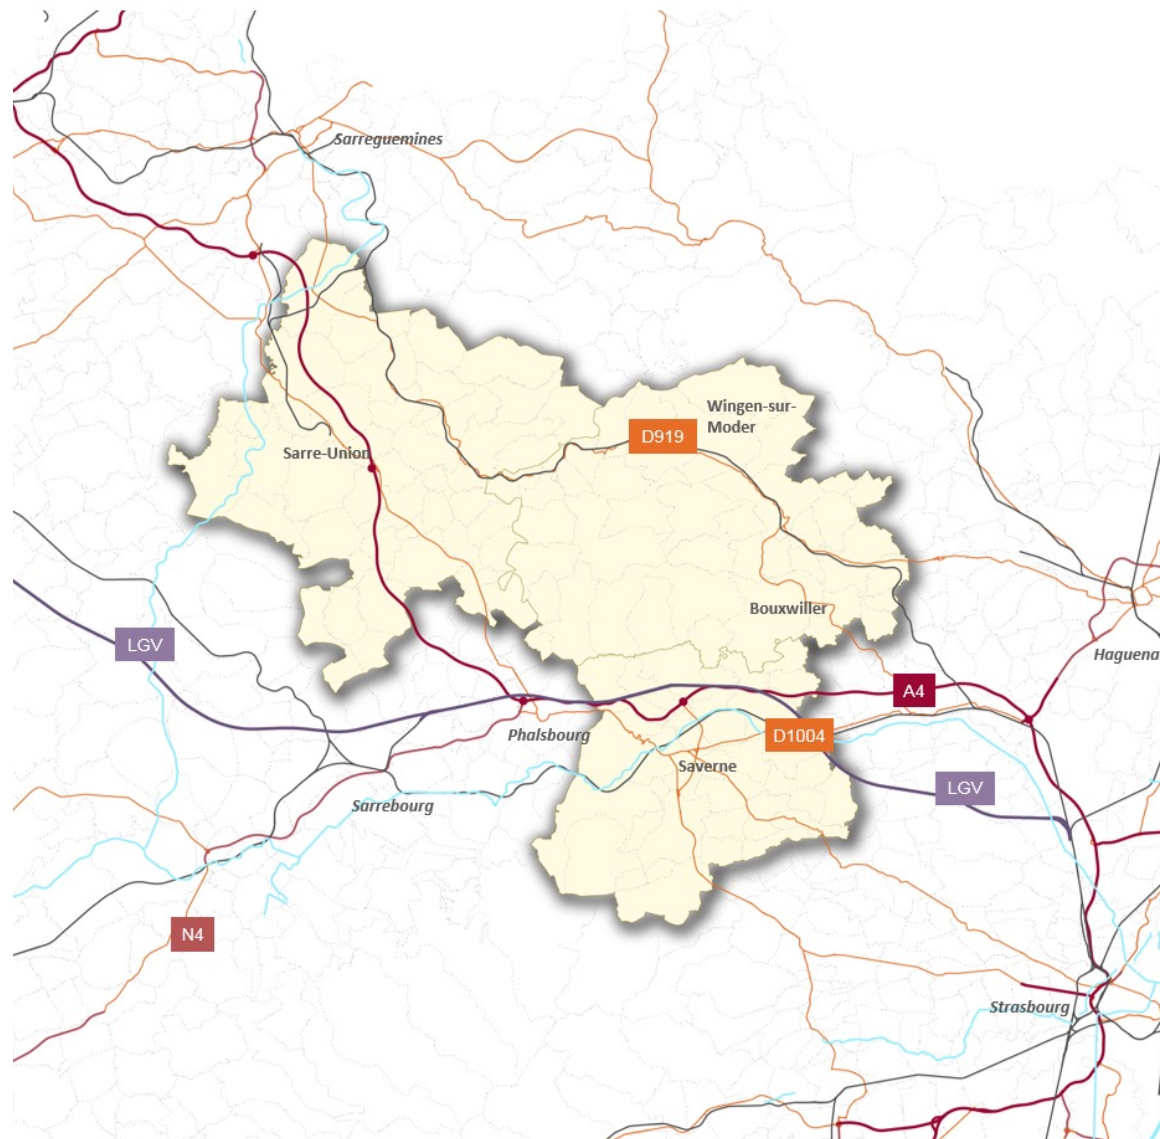 Sarreguemines
Wingen-sur-
Moder
D919
Sarre-Union
Bouxwiller
LGV
Haguena
A4
Phalsbourg
D1004
Saverne
LGV
Sarrebourg
N4
Strasbourg